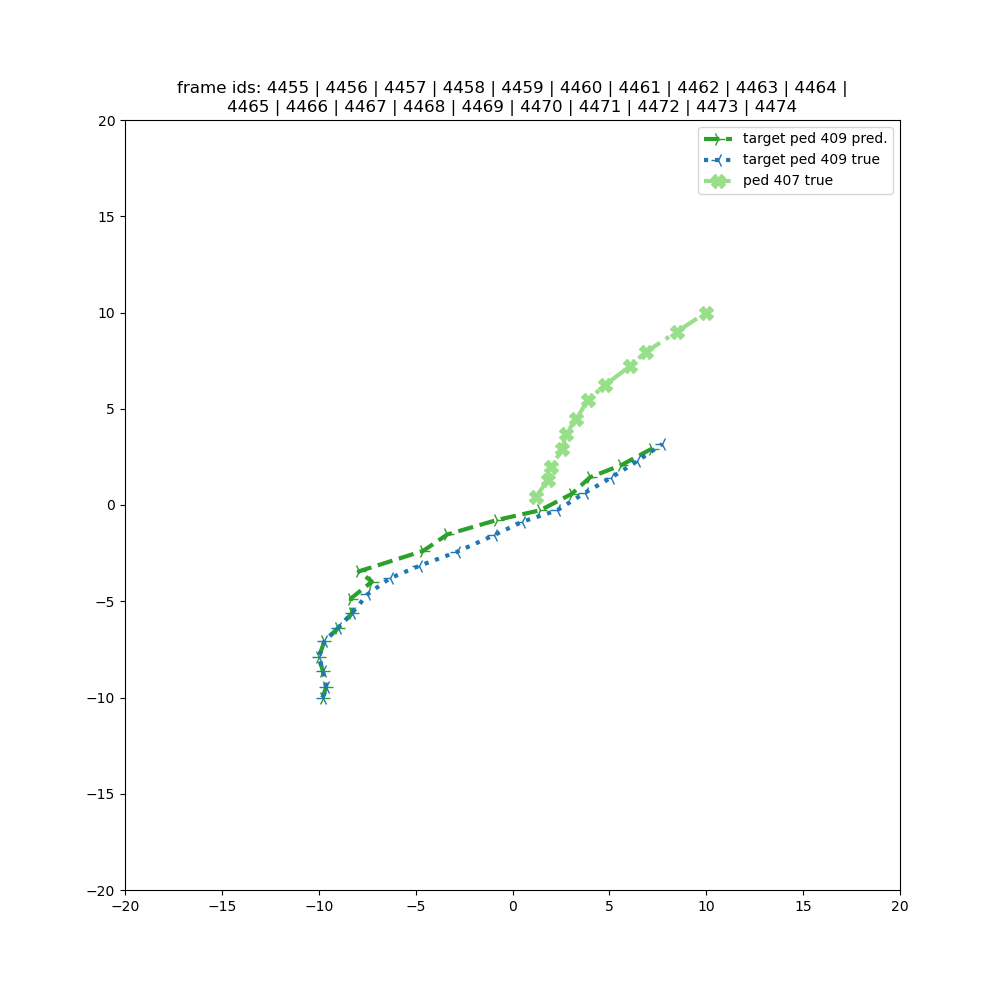 frame ids: 4455 | 4456 | 4457 | 4458 | 4459 | 4460 | 4461 | 4462 | 4463 | 4464 |
4465 | 4466 | 4467 | 4468 | 4469 | 4470 | 4471 | 4472 | 4473 | 4474
target ped 409 pred.
target ped 409 true
ped 407 true
20
15
10
5
0
−5
−10
−15
−20
−20 −15 −10 −5 0 5 10 15 20